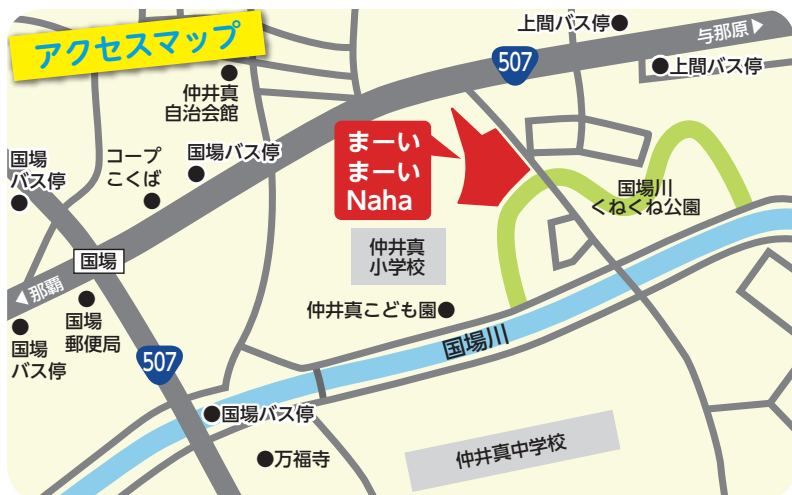 アクセスマップ
上間バス停
与那原
507
上間バス停
仲井真
自治会館
まーい
まーい
Naha
国場
バス停
コープ
こくば
国場バス停
国場川
くねくね公園
仲井真
小学校
国場
那覇
仲井真こども園
国場
郵便局
国場
バス停
507
国場川
国場バス停
万福寺
仲井真中学校